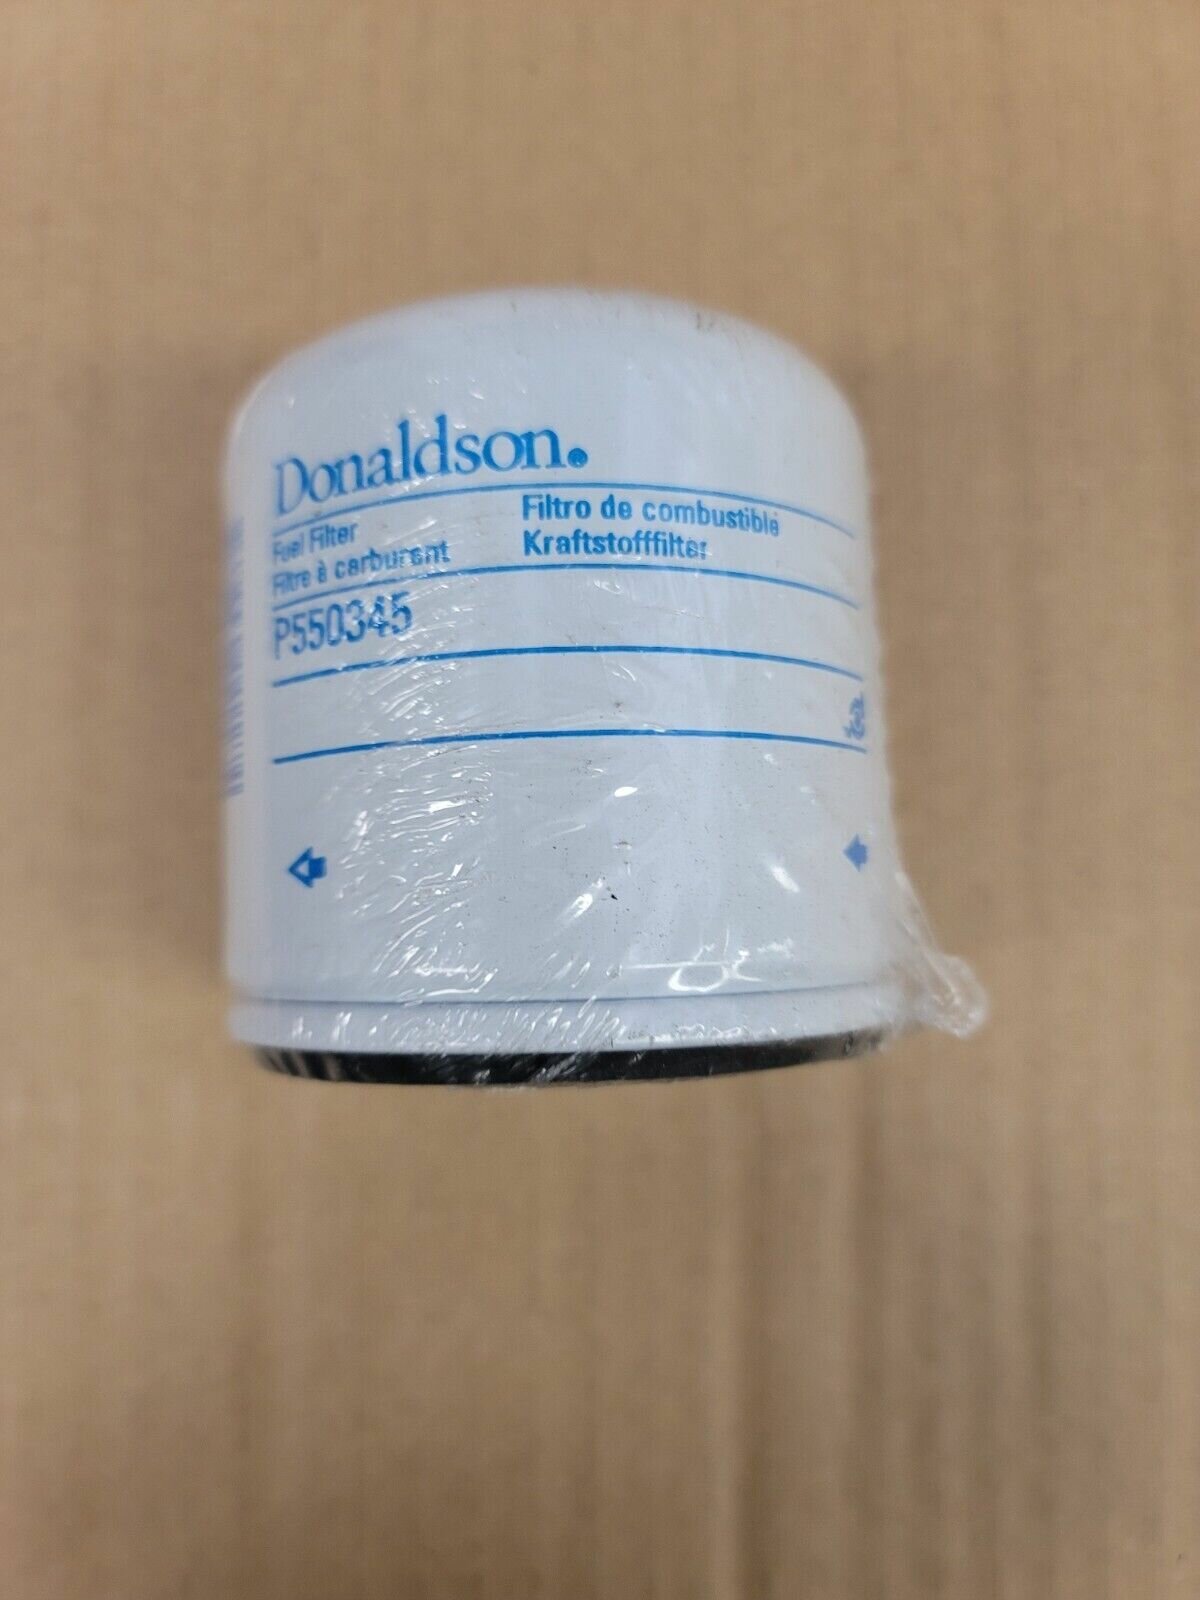 Donaldson.
Fuel Filter
Filtre à carburant
Filtro de combustible
Kraftstofffilter
P550345